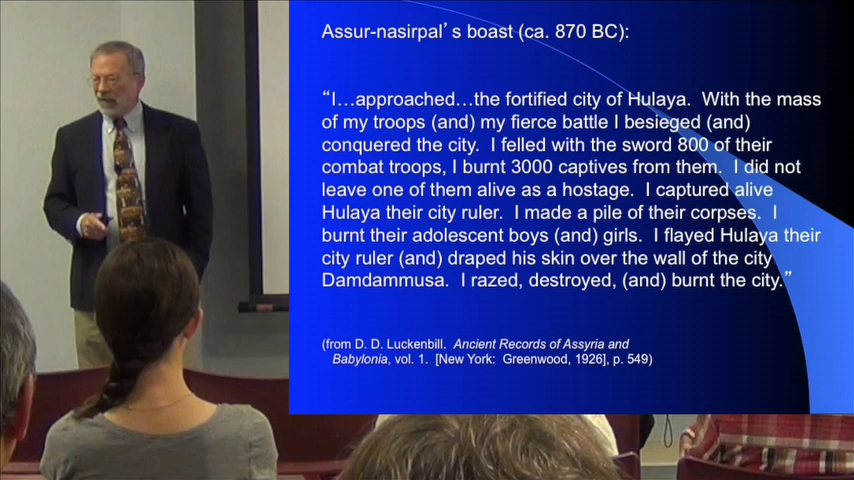 Assur-nasirpal's boast (ca. 870 BC):
“I…approached…the fortified city of Hulaya. With the mass
of my troops (and) my fierce battle I besieged (and)
conquered the city. I felled with the sword 800 of their
combat troops, I burnt 3000 captives from them. I did not
leave one of them alive as a hostage. I captured alive
Hulaya their city ruler. I made a pile of their corpses. I
burnt their adolescent boys (and) girls. I flayed Hulaya their
city ruler (and) draped his skin over the wall of the city
Damdammusa. I razed, destroyed, (and) burnt the city.”
(from D. D. Luckenbill. Ancient Records of Assyria and
Babylonia, vol. 1. [New York: Greenwood, 1926], p. 549)